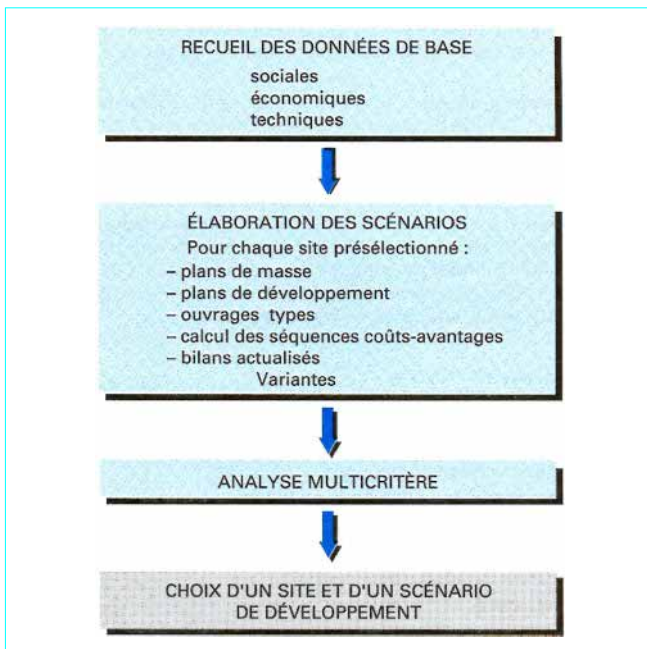 RECUEIL DES DONNÉES DE BASE
sociales
économiques
techniques
ÉLABORATION DES SCÉNARIOS
Pour chaque site présélectionné :
– plans de masse
– plans de développement
– ouvrages types
– calcul des séquences coûts-avantages
– bilans actualisés
Variantes
ANALYSE MULTICRITÈRE
CHOIX D'UN SITE ET D'UN SCÉNARIO
DE DÉVELOPPEMENT